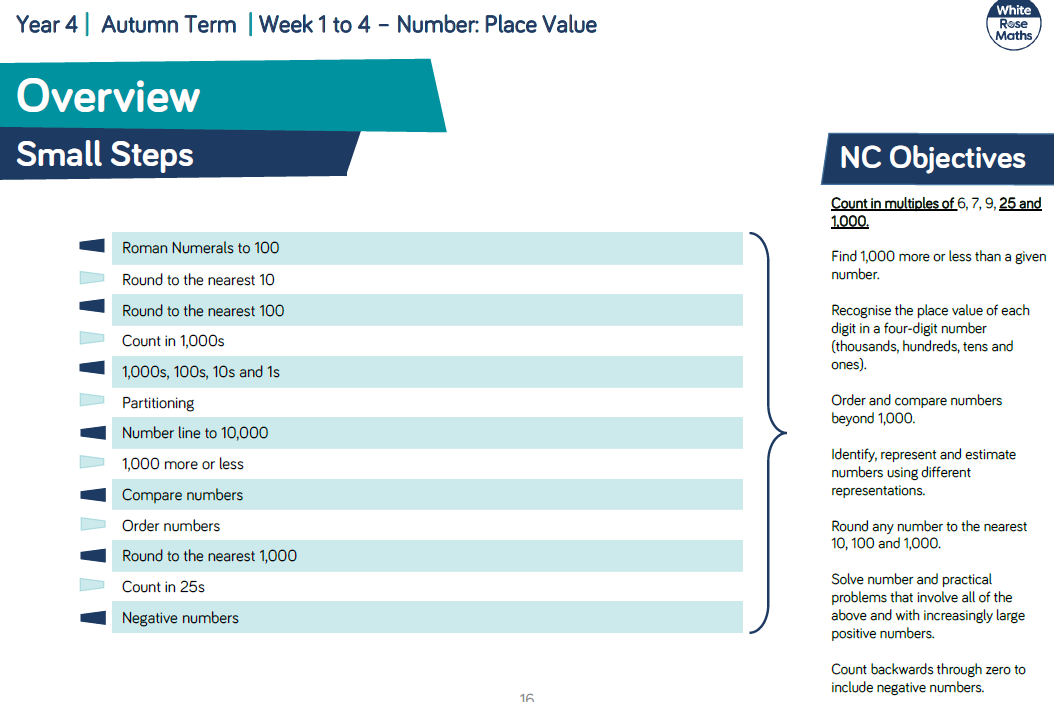 Year 4 | Autumn Term | Week 1 to 4 – Number: Place Value
White
Rose
Maths
Overview
Small Steps
Roman Numerals to 100
Round to the nearest 10
Round to the nearest 100
Count in 1,000s
1,000s, 100s, 10s and 1s
Partitioning
Number line to 10,000
1,000 more or less
Compare numbers
Order numbers
Round to the nearest 1,000
Count in 25s
Negative numbers
NC Objectives
Count in multiples of 6, 7, 9, 25 and
1,000.
Find 1,000 more or less than a given
number.
Recognise the place value of each
digit in a four-digit number
(thousands, hundreds, tens and
ones).
Order and compare numbers
beyond 1,000.
Identify, represent and estimate
numbers using different
representations.
Round any number to the nearest
10, 100 and 1,000.
Solve number and practical
problems that involve all of the
above and with increasingly large
positive numbers.
Count backwards through zero to
include negative numbers.
16